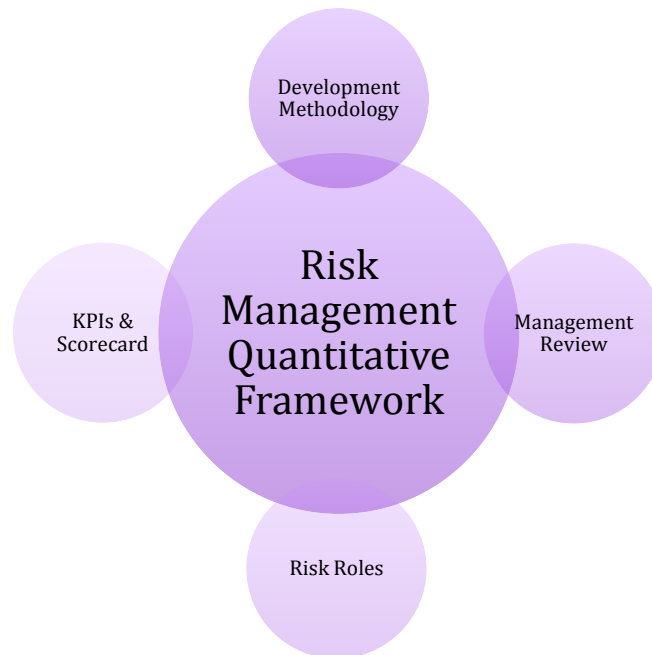 Development
Methodology
Risk
Management
Quantitative
Framework
KPIs &
Scorecard
Management
Review
Risk Roles